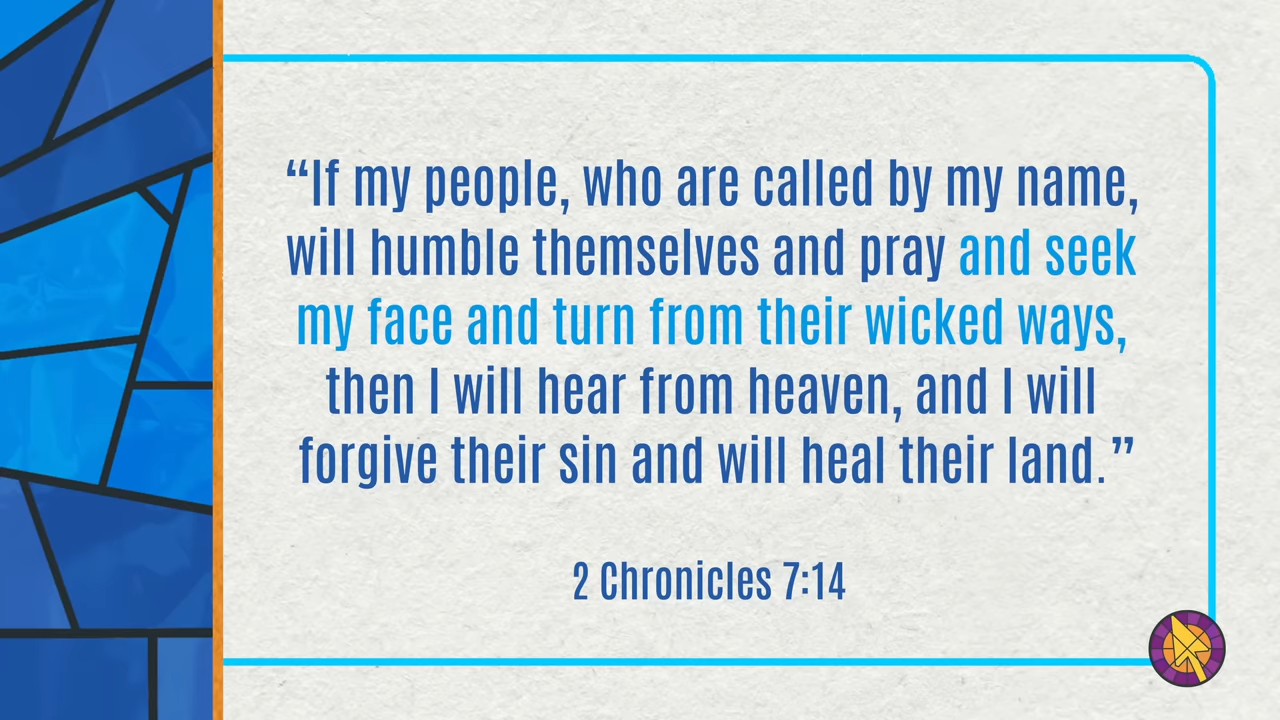 “If my people, who are called by my name,
will humble themselves and pray and seek
my face and turn from their wicked ways,
then I will hear from heaven, and I will
forgive their sin and will heal their land.”
2 Chronicles 7:14